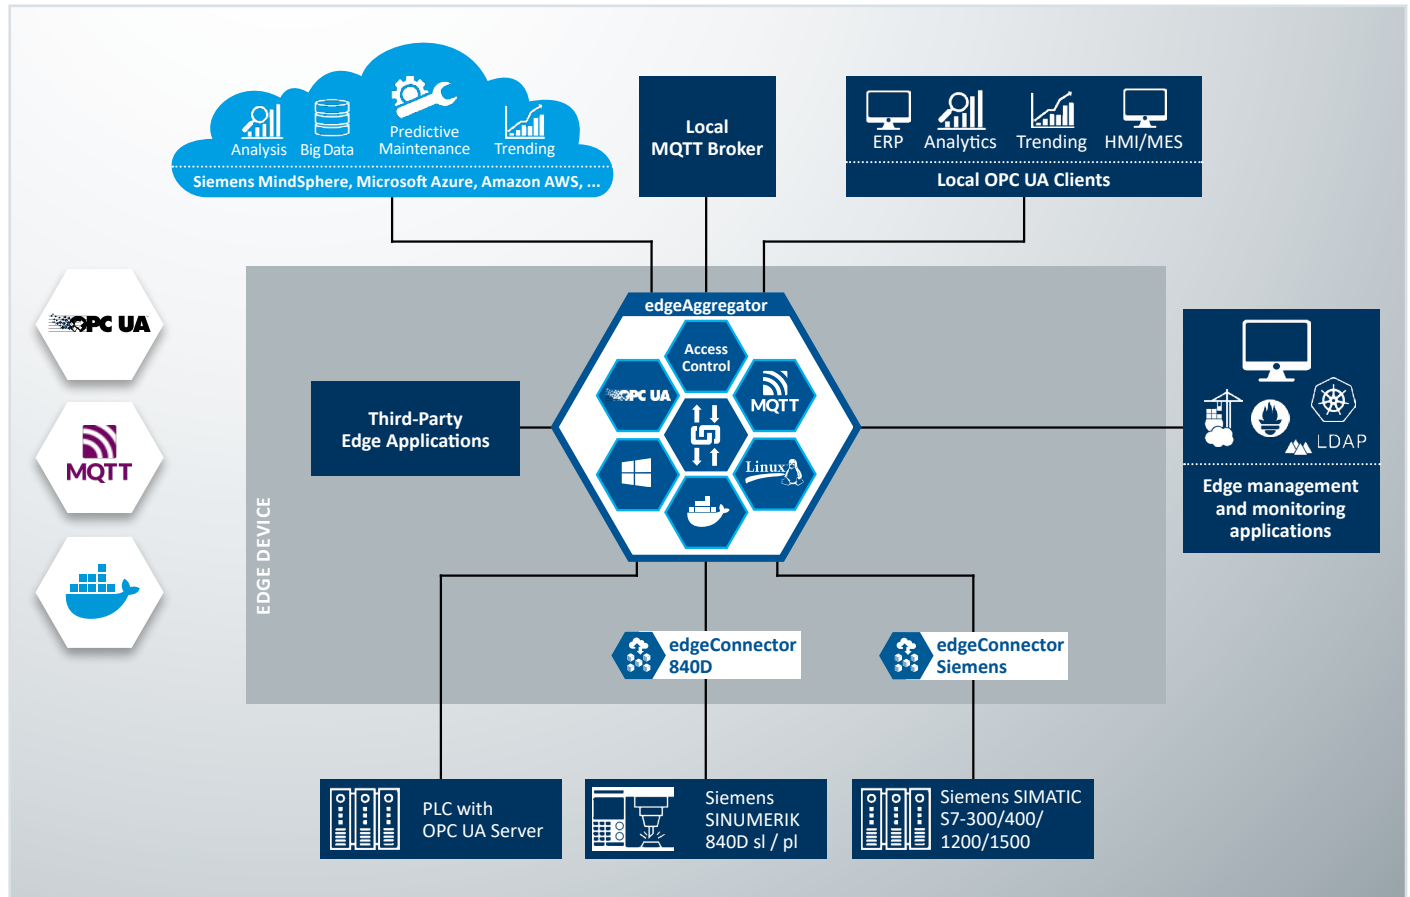 Analysis
Big Data
Predictive
Maintenance
Trending
Siemens MindSphere, Microsoft Azure, Amazon AWS, ...
Local
MQTT Broker
ERP
Analytics
Trending
HMI/MES
Local OPC UA Clients
OPC UA
MQTT
EDGE DEVICE
Third-Party
Edge Applications
edgeAggregator
Access
Control
OPC UA
MQTT
Linux
LDAP
Edge management
and monitoring
applications
edgeConnector
840D
edgeConnector
Siemens
PLC with
OPC UA Server
Siemens
SINUMERIK
840D sl / pl
Siemens SIMATIC
S7-300/400/
1200/1500